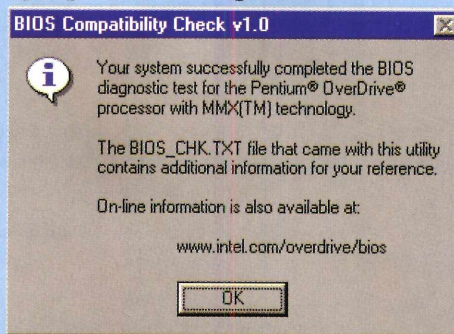 BIOS Compatibility Check v1.0
Your system successfully completed the BIOS
diagnostic test for the Pentium® OverDrive®
processor with MMX(TM) technology.
The BIOS_CHK.TXT file that came with this utility
contains additional information for your reference.
On-line information is also available at:
www.intel.com/overdrive/bios
OK